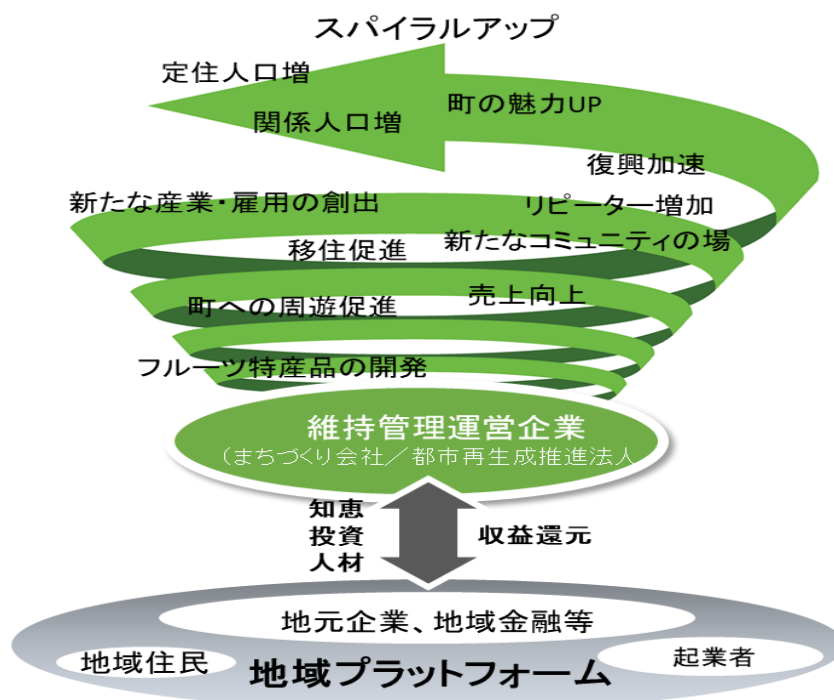 スパイラルアップ
定住人口増
町の魅力UP
関係人口増
復興加速
新たな産業・雇用の創出
リピーター増加
移住促進
新たなコミュニティの場
売上向上
町への周遊促進
フルーツ特産品の開発
維持管理運営企業
（まちづくり会社／都市再生成推進法人
知恵
投資
人材
収益還元
地元企業、地域金融等
地域住民
起業者
地域プラットフォーム